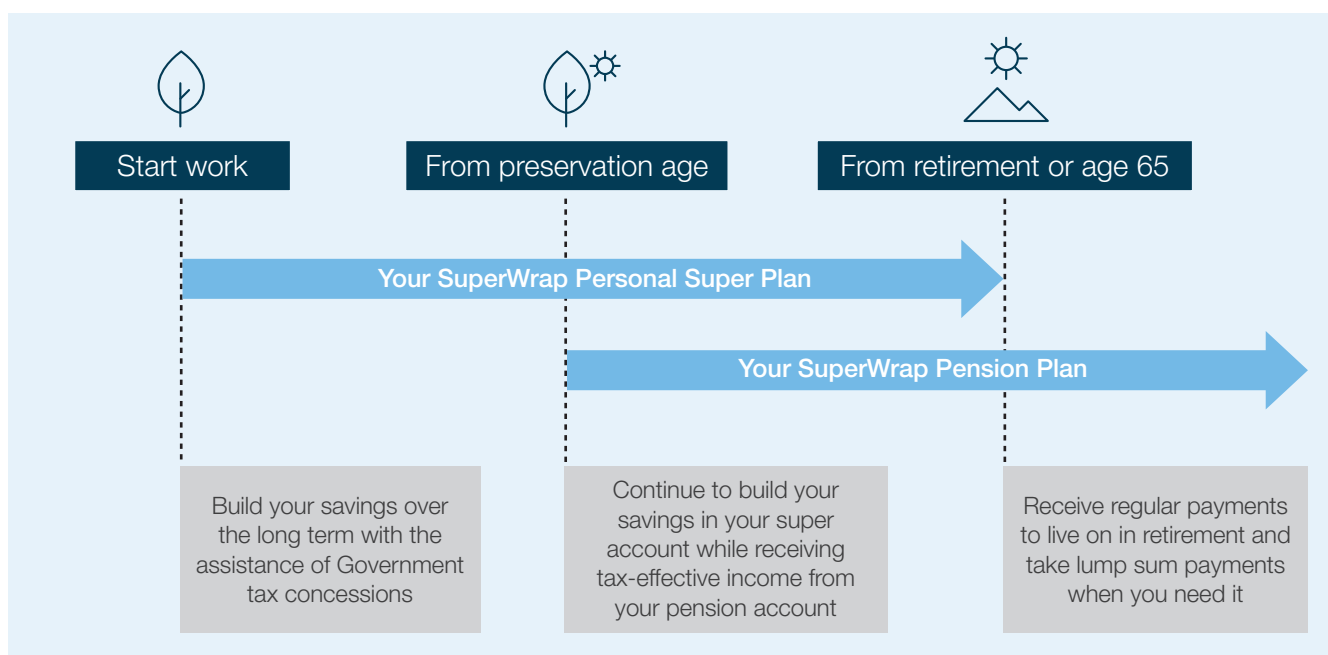 Start work
From preservation age
From retirement or age 65
Your SuperWrap Personal Super Plan
Your SuperWrap Pension Plan
Build your savings over
the long term with the
assistance of Government
tax concessions
Continue to build your
savings in your super
account while receiving
tax-effective income from
your pension account
Receive regular payments
to live on in retirement and
take lump sum payments
when you need it